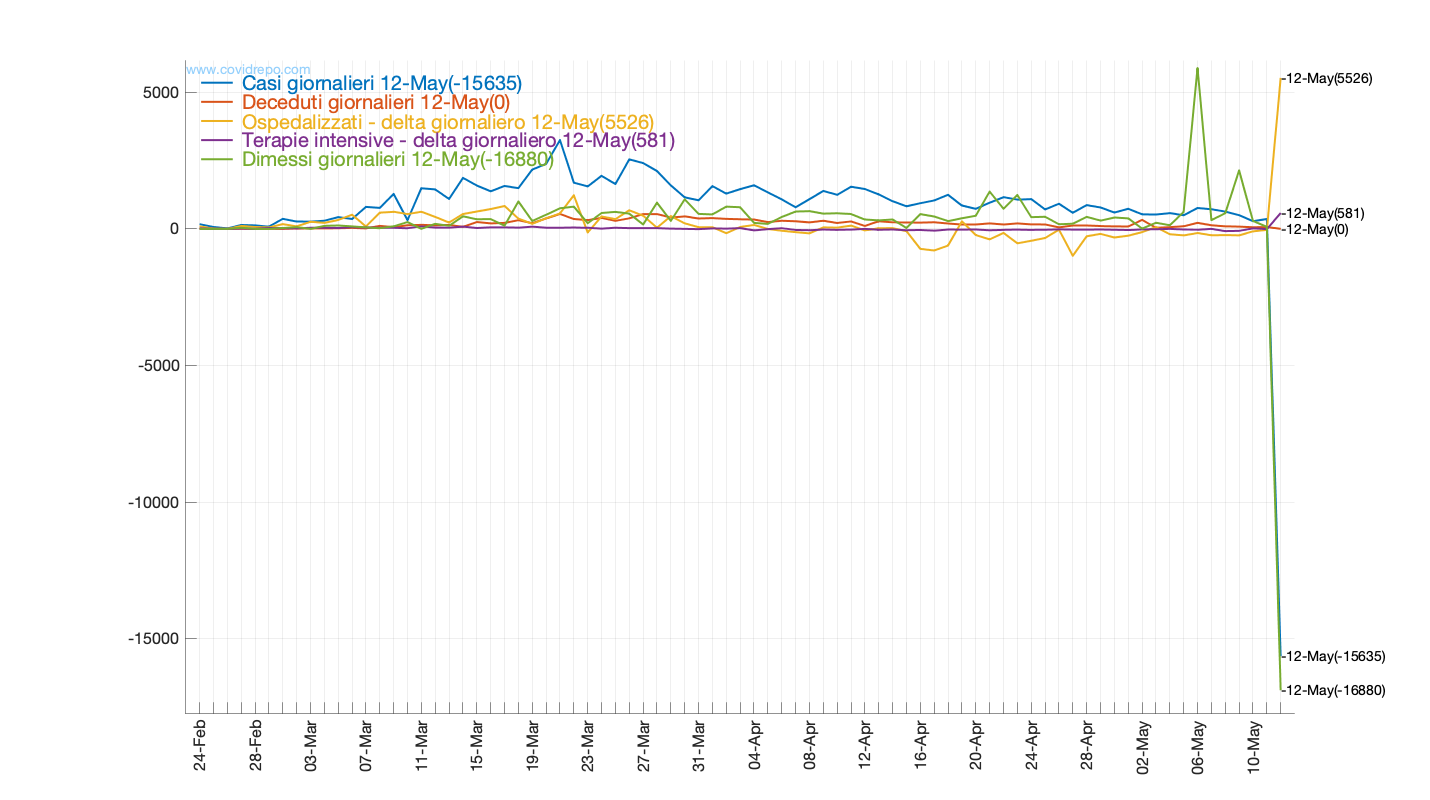 www.covidrepo.com
Casi giornalieri 12-May(-15635)
Deceduti giornalieri 12-May(0)
Ospedalizzati - delta giornaliero 12-May(5526)
Terapie intensive - delta giornaliero 12-May(581)
Dimessi giornalieri 12-May(-16880)
5000
0
-5000
-10000
-15000
-12-May(5526)
-12-May(581)
-12-May(0)
-12-May(-15635)
-12-May(-16880)
24-Feb
28-Feb
03-Mar
07-Mar
11-Mar
15-Mar
19-Mar
23-Mar
27-Mar
31-Mar
04-Apr
08-Apr
12-Apr
16-Apr
20-Apr
24-Apr
28-Apr
02-May
06-May
10-May